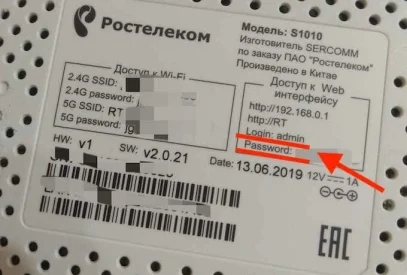 Ростелеком
Модель: S1010
Изготовитель SERCOMM
по заказу ПАО "Ростелеком"
Произведено в Китае
Доступ к Wi-Fi
2.4G SSID:
2.4G password:
5G SSID: RT
5G password:
Доступ к Web
интерфейсу
http://192.168.0.1
http://RT
Login: admin
Password:
HW: v1 SW: v2.0.21 Date: 13.06.2019 12V 1A
EAC